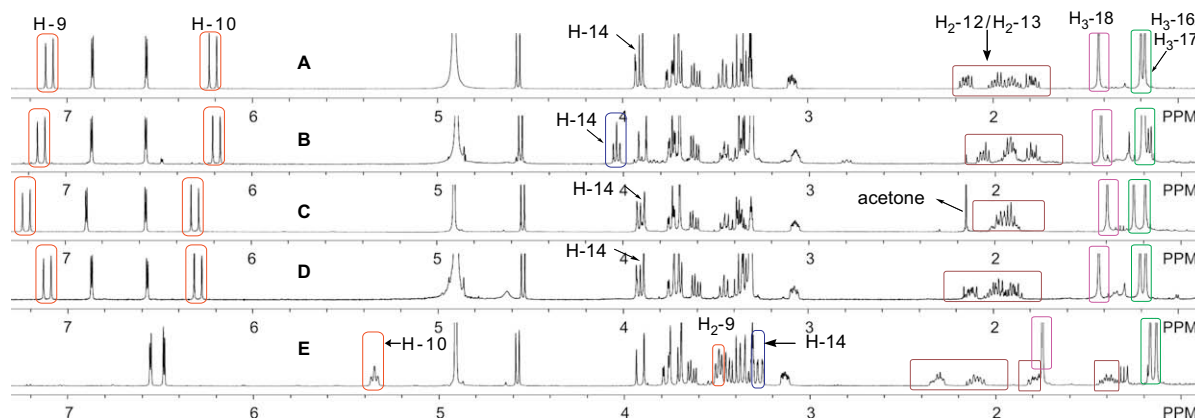 H-9 H-10 H-14 H₂-12/H₂-13 H₃-18 H₃-16
H₃-17
A
7 6 5 4 3 2 PPM
H-14
B
7 6 5 4 3 2 PPM
H-14 acetone
C
7 6 5 4 3 2 PPM
H-14
D
7 6 5 4 3 2 PPM
H-10 H₂-9 H-14
E
7 6 5 4 3 2 PPM